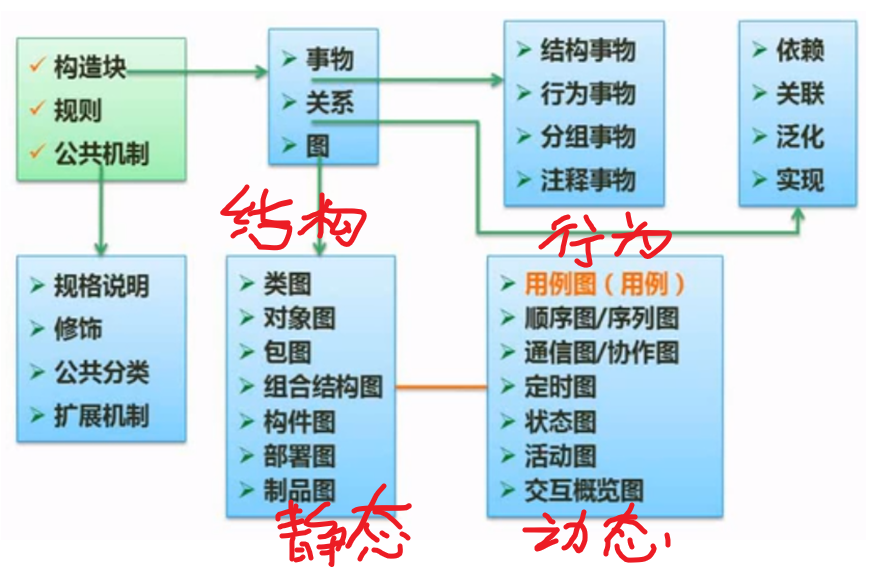 构造块
规则
公共机制
事物
关系
图
结构事物
行为事物
分组事物
注释事物
依赖
关联
泛化
实现
结构
行为
规格说明
修饰
公共分类
扩展机制
类图
对象图
包图
组合结构图
构件图
部署图
制品图
用例图（用例）
顺序图/序列图
通信图/协作图
定时图
状态图
活动图
交互概览图
静态
动态